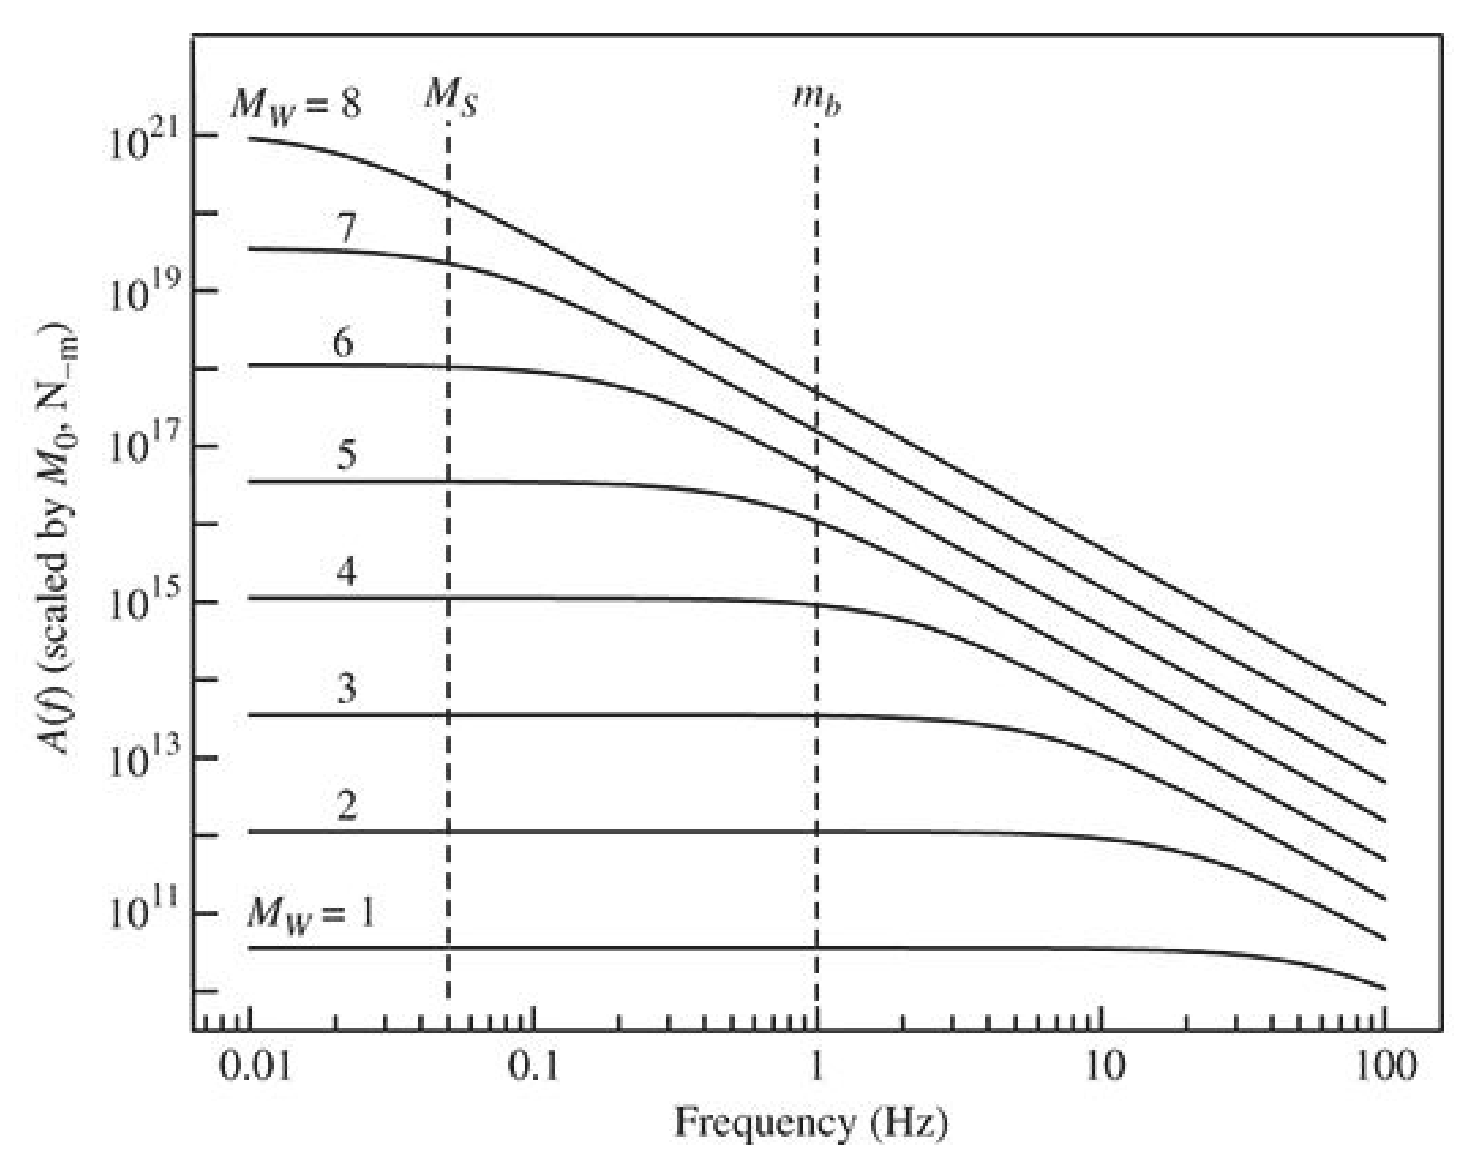 M_W = 8
M_S
m_b
10^21
7
10^19
6
10^17
5
10^15
4
3
10^13
2
10^11
M_W = 1
A(f) (scaled by M_0, N_–m)
0.01
0.1
1
10
100
Frequency (Hz)